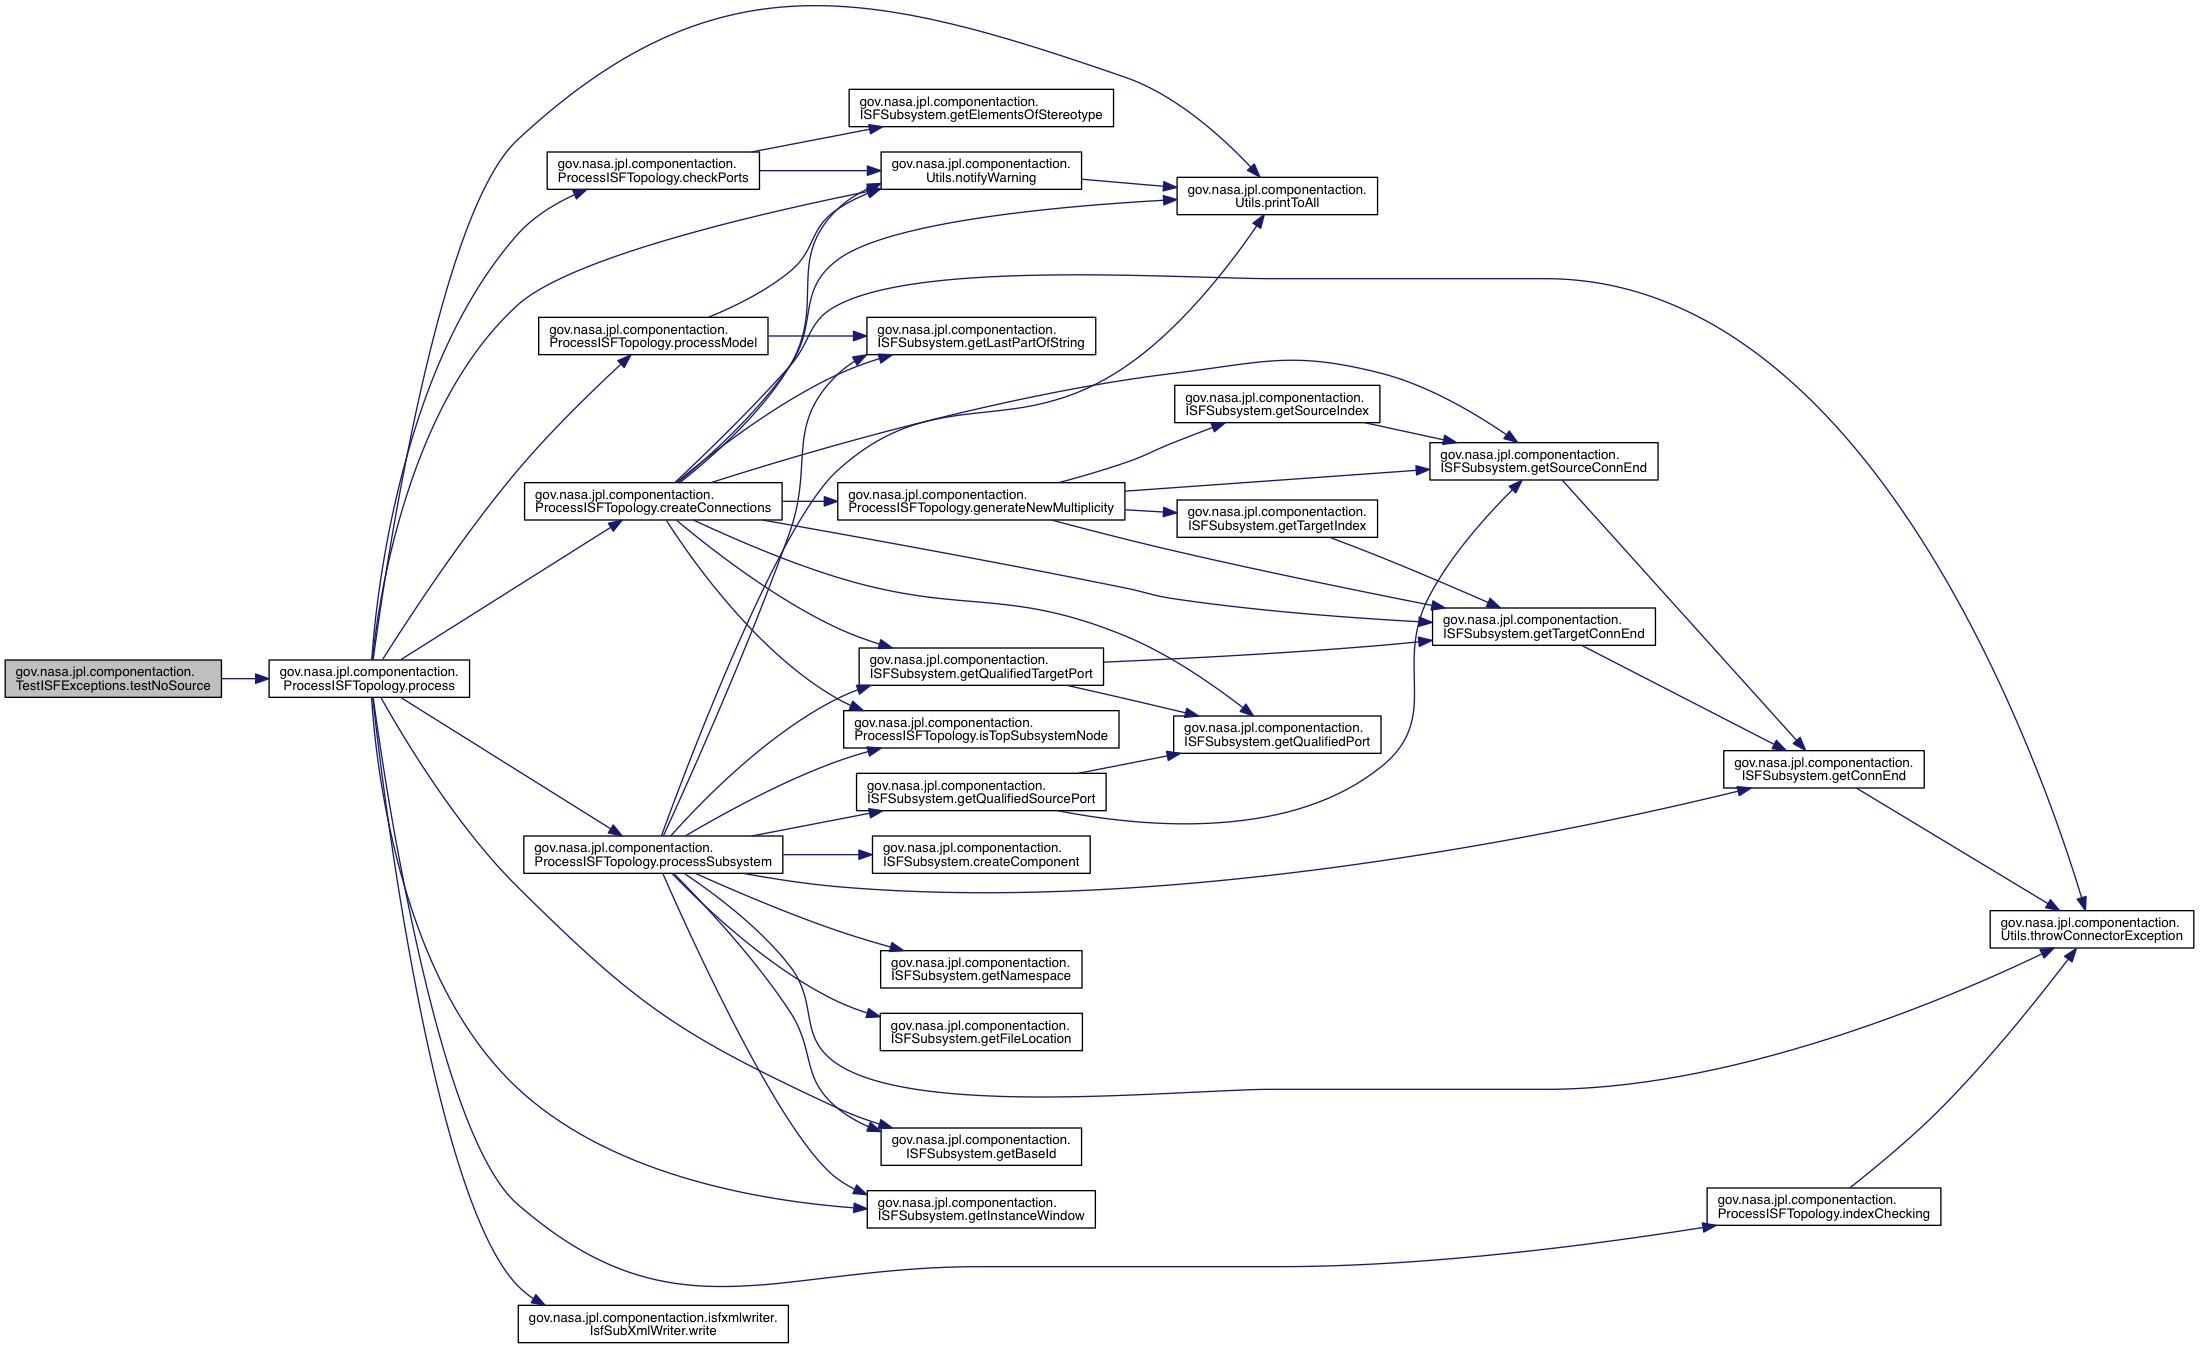 gov.nasa.jpl.componentaction.
TestISFExceptions.testNoSource
gov.nasa.jpl.componentaction.
ProcessISFTopology.process
gov.nasa.jpl.componentaction.
ProcessISFTopology.checkPorts
gov.nasa.jpl.componentaction.
ProcessISFTopology.processModel
gov.nasa.jpl.componentaction.
ProcessISFTopology.createConnections
gov.nasa.jpl.componentaction.
ProcessISFTopology.processSubsystem
gov.nasa.jpl.componentaction.isfxmlwriter.
IsfSubXmlWriter.write
gov.nasa.jpl.componentaction.
ISFSubsystem.getElementsOfStereotype
gov.nasa.jpl.componentaction.
Utils.notifyWarning
gov.nasa.jpl.componentaction.
ISFSubsystem.getLastPartOfString
gov.nasa.jpl.componentaction.
ProcessISFTopology.generateNewMultiplicity
gov.nasa.jpl.componentaction.
ISFSubsystem.getQualifiedTargetPort
gov.nasa.jpl.componentaction.
ProcessISFTopology.isTopSubsystemNode
gov.nasa.jpl.componentaction.
ISFSubsystem.getQualifiedSourcePort
gov.nasa.jpl.componentaction.
ISFSubsystem.createComponent
gov.nasa.jpl.componentaction.
ISFSubsystem.getNamespace
gov.nasa.jpl.componentaction.
ISFSubsystem.getFileLocation
gov.nasa.jpl.componentaction.
ISFSubsystem.getBaseId
gov.nasa.jpl.componentaction.
ISFSubsystem.getInstanceWindow
gov.nasa.jpl.componentaction.
Utils.printToAll
gov.nasa.jpl.componentaction.
ISFSubsystem.getSourceIndex
gov.nasa.jpl.componentaction.
ISFSubsystem.getTargetIndex
gov.nasa.jpl.componentaction.
ISFSubsystem.getQualifiedPort
gov.nasa.jpl.componentaction.
ISFSubsystem.getSourceConnEnd
gov.nasa.jpl.componentaction.
ISFSubsystem.getTargetConnEnd
gov.nasa.jpl.componentaction.
ISFSubsystem.getConnEnd
gov.nasa.jpl.componentaction.
ProcessISFTopology.indexChecking
gov.nasa.jpl.componentaction.
Utils.throwConnectorException